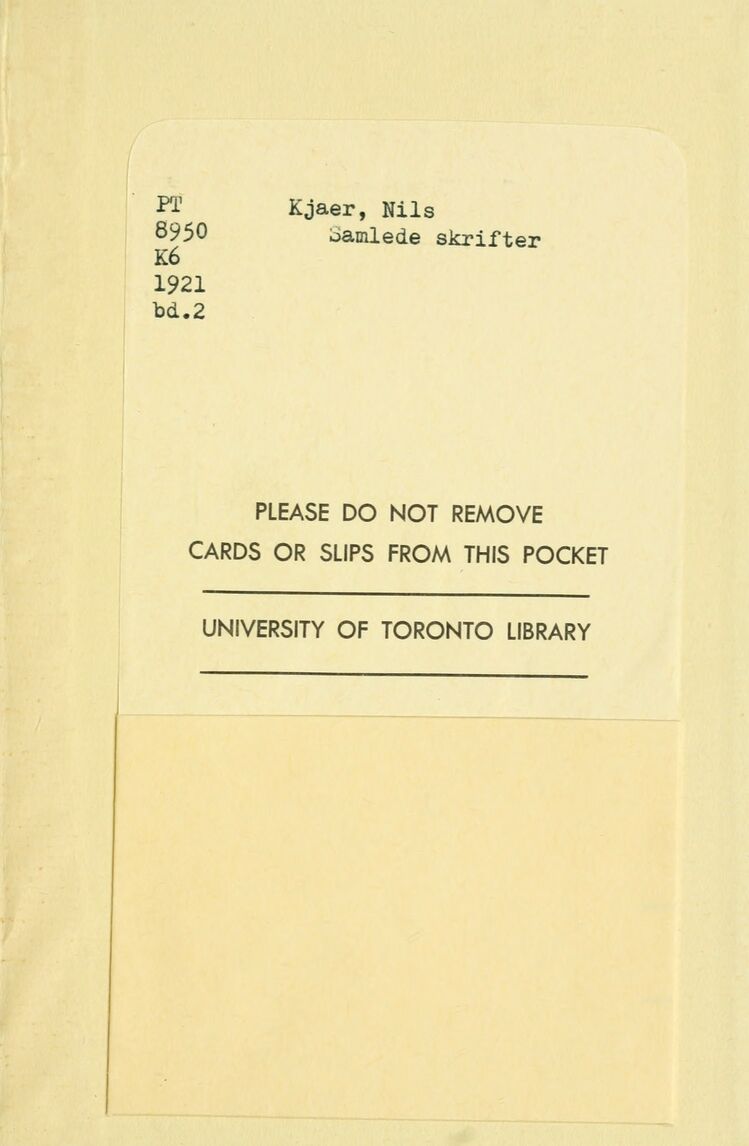 PT
8950
K6
1921
bd.2
Kjaer, Nils
Samlede skrifter
PLEASE DO NOT REMOVE
CARDS OR SLIPS FROM THIS POCKET
UNIVERSITY OF TORONTO LIBRARY